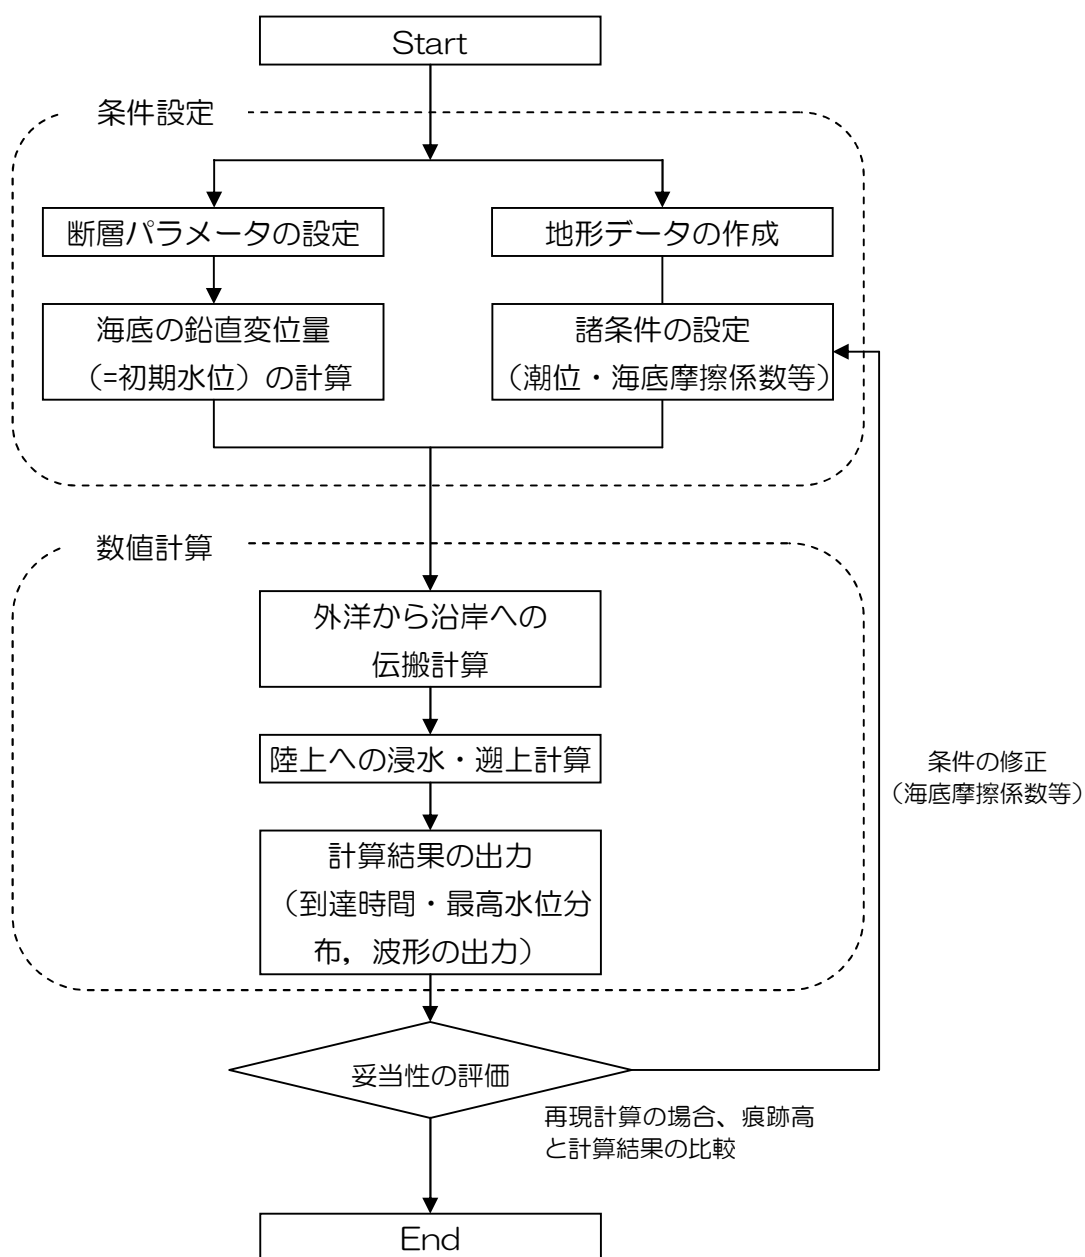 Start
条件設定
断層パラメータの設定
地形データの作成
海底の鉛直変位量
（=初期水位）の計算
諸条件の設定
（潮位・海底摩擦係数等）
数値計算
外洋から沿岸への
伝搬計算
陸上への浸水・遡上計算
条件の修正
（海底摩擦係数等）
計算結果の出力
（到達時間・最高水位分
布，波形の出力）
妥当性の評価
再現計算の場合、痕跡高
と計算結果の比較
End